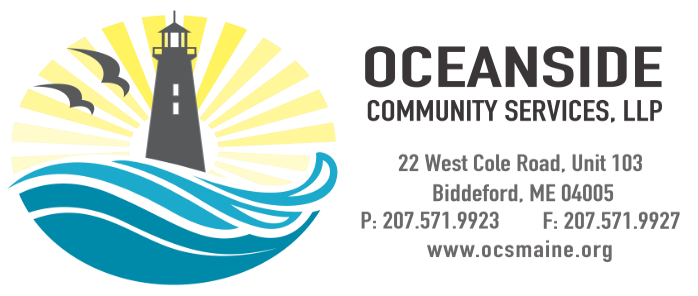 OCEANSIDE
COMMUNITY SERVICES, LLP
22 West Cole Road, Unit 103
Biddeford, ME 04005
P: 207.571.9923 F: 207.571.9927
www.ocsmaine.org